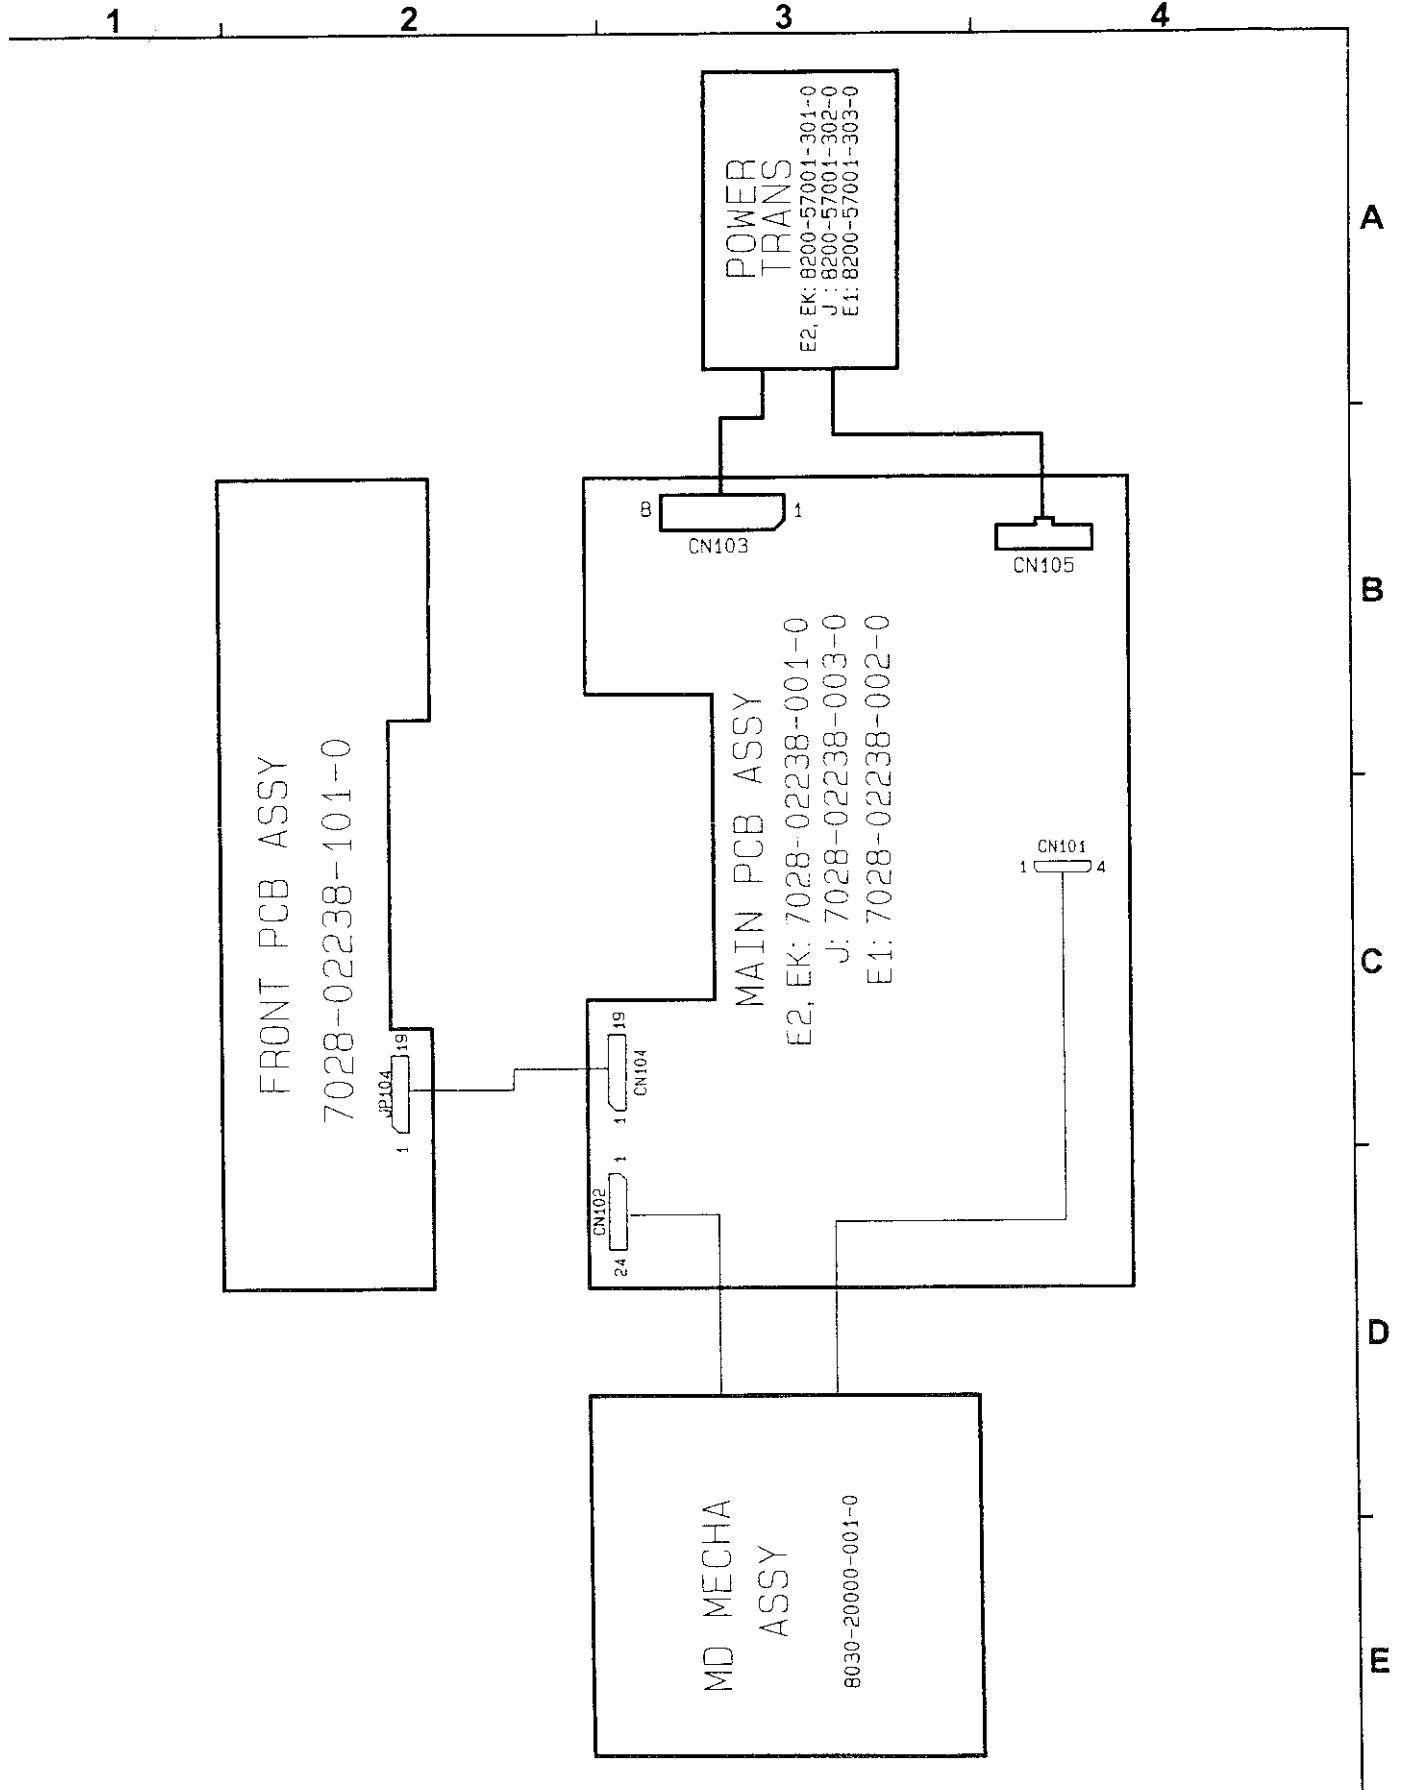 1 2 3 4
POWER
TRANS
E2, EK: 8200-57001-301-0
J : 8200-57001-302-0
E1: 8200-57001-303-0
A
8 1
CN103
CN105
B
FRONT PCB ASSY
7028-02238-101-0
JP104
19
1
MAIN PCB ASSY
E2, EK: 7028-02238-001-0
J: 7028-02238-003-0
E1: 7028-02238-002-0
CN101
1 4
C
19
CN104
1
1
CN102
24
D
MD MECHA
ASSY
8030-20000-001-0
E